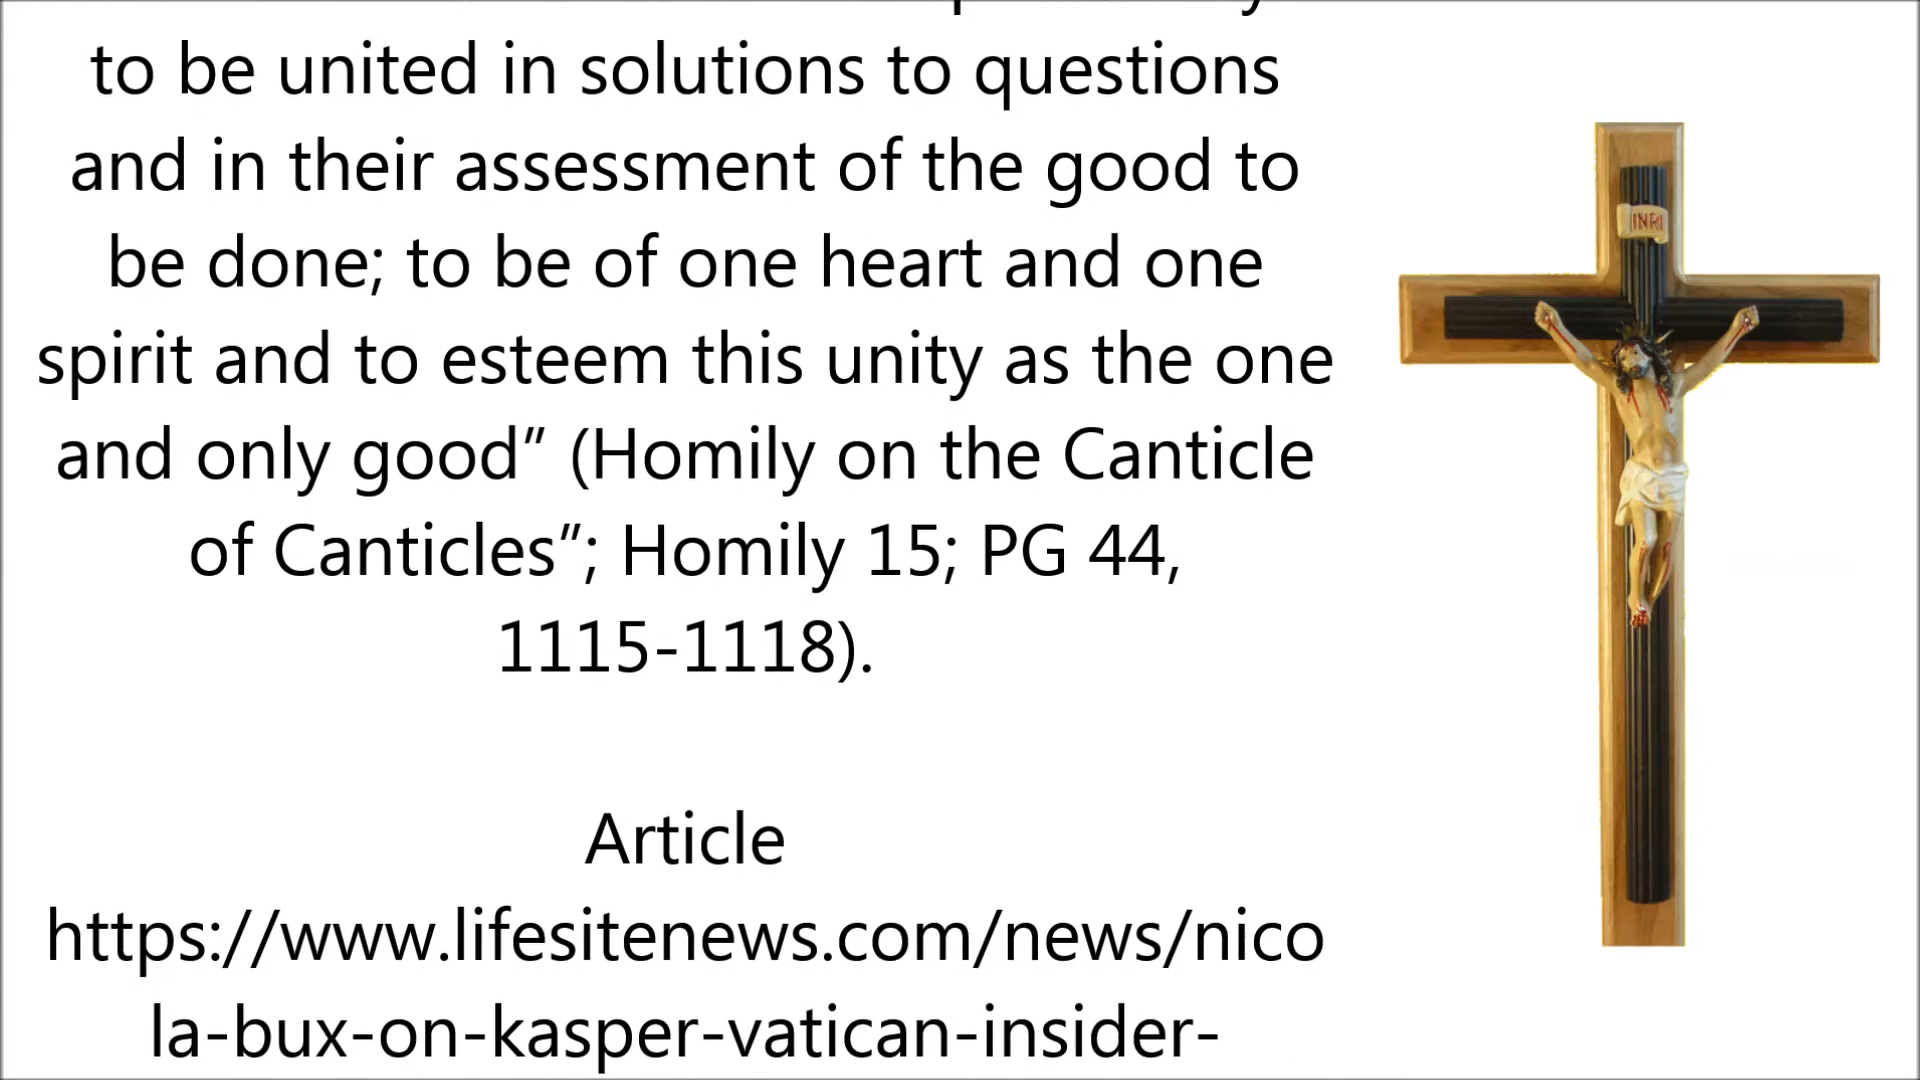 to be united in solutions to questions
and in their assessment of the good to
be done; to be of one heart and one
spirit and to esteem this unity as the one
and only good” (Homily on the Canticle
of Canticles”; Homily 15; PG 44,
1115-1118).
Article
https://www.lifesitenews.com/news/nico
la-bux-on-kasper-vatican-insider-
INRI